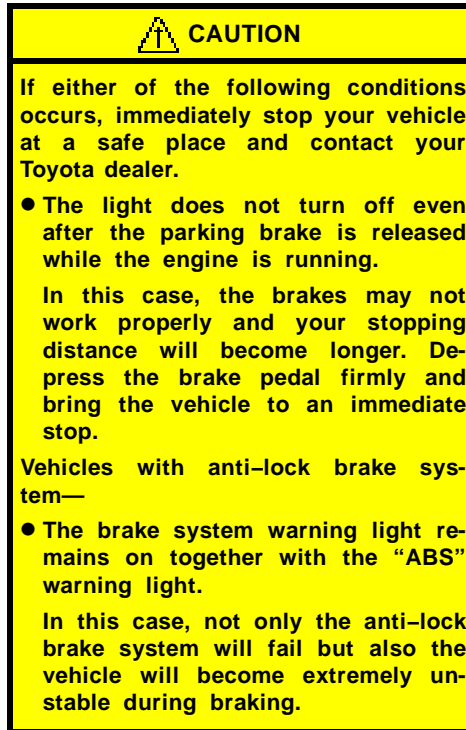 CAUTION
If either of the following conditions
occurs, immediately stop your vehicle
at a safe place and contact your
Toyota dealer.
● The light does not turn off even
after the parking brake is released
while the engine is running.
In this case, the brakes may not
work properly and your stopping
distance will become longer. De-
press the brake pedal firmly and
bring the vehicle to an immediate
stop.
Vehicles with anti–lock brake sys-
tem—
● The brake system warning light re-
mains on together with the “ABS”
warning light.
In this case, not only the anti–lock
brake system will fail but also the
vehicle will become extremely un-
stable during braking.